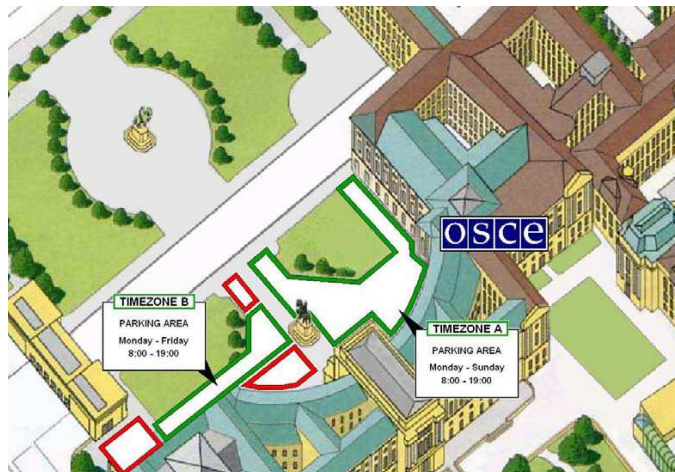 osce
TIMEZONE B
PARKING AREA
Monday - Friday
8:00 - 19:00
TIMEZONE A
PARKING AREA
Monday - Sunday
8:00 - 19:00